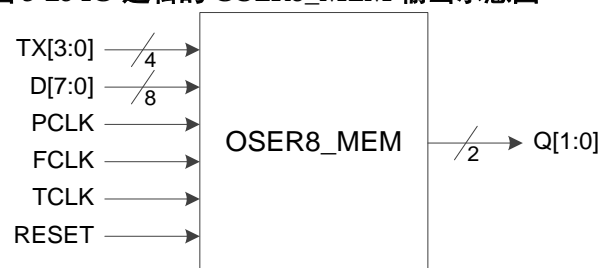 TX[3:0]
4
D[7:0]
8
PCLK
FCLK
TCLK
RESET
OSER8_MEM
2
Q[1:0]